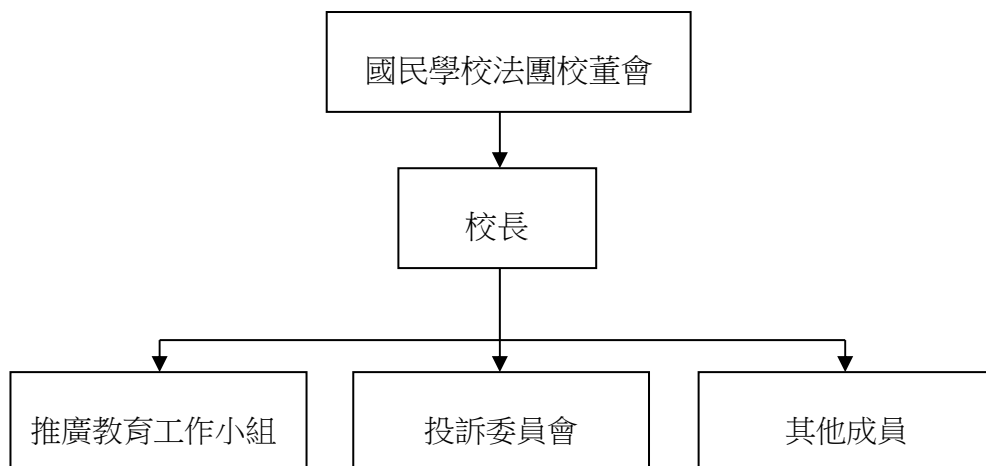 國民學校法團校董會
校長
推廣教育工作小組
投訴委員會
其他成員